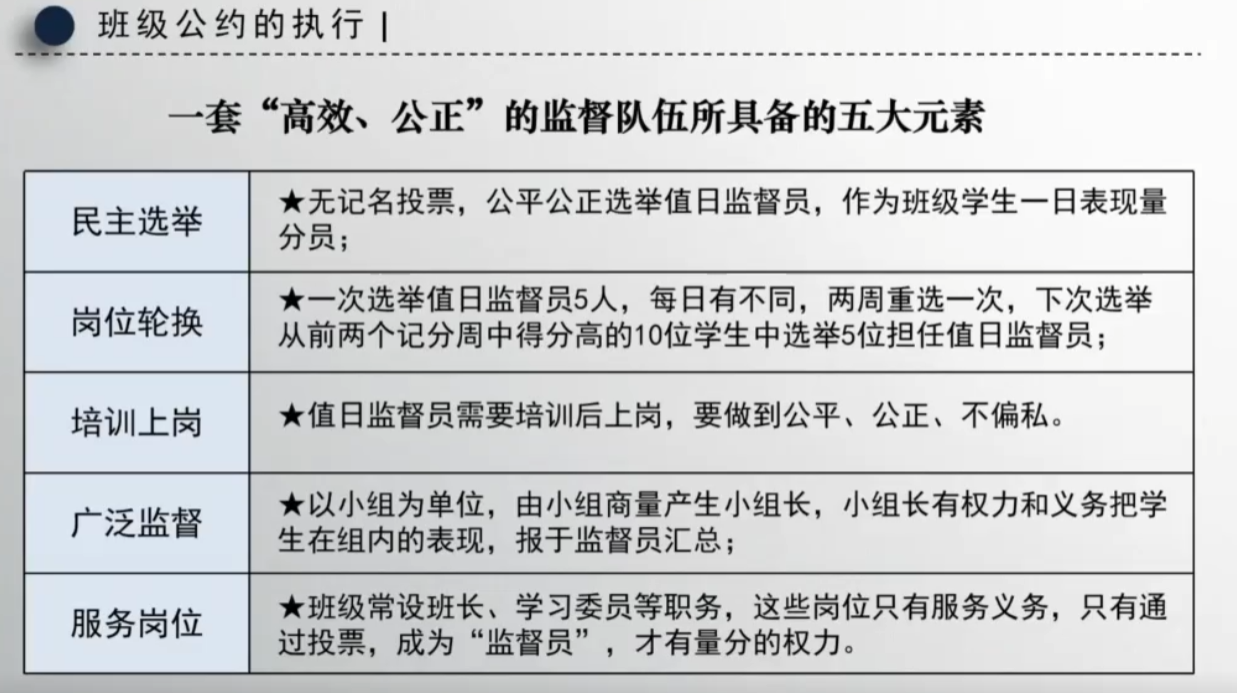 班级公约的执行|
一套“高效、公正”的监督队伍所具备的五大元素
民主选举
★无记名投票，公平公正选举值日监督员，作为班级学生一日表现量
分员；
岗位轮换
★一次选举值日监督员5人，每日有不同，两周重选一次，下次选举
从前两个记分周中得分高的10位学生中选举5位担任值日监督员；
培训上岗
★值日监督员需要培训后上岗，要做到公平、公正、不偏私。
广泛监督
★以小组为单位，由小组商量产生小组长，小组长有权力和义务把学
生在组内的表现，报于监督员汇总；
服务岗位
★班级常设班长、学习委员等职务，这些岗位只有服务义务，只有通
过投票，成为“监督员”，才有量分的权力。